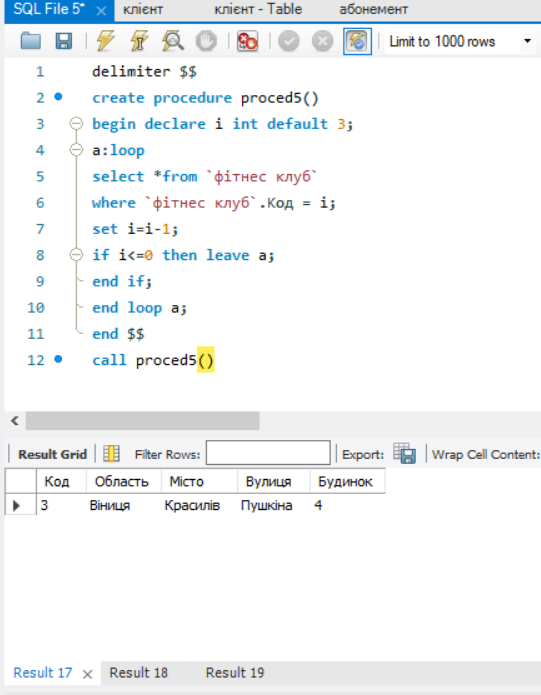 SQL File 5* клієнт клієнт - Table абонемент
Limit to 1000 rows
1 delimiter $$
2 create procedure proced5()
3 begin declare i int default 3;
4 a:loop
5 select *from `фітнес клуб`
6 where `фітнес клуб`.Код = i;
7 set i=i-1;
8 if i<=0 then leave a;
9 end if;
10 end loop a;
11 end $$
12 call proced5()
Result Grid Filter Rows: Export: Wrap Cell Content:
Код Область Місто Вулиця Будинок
3 Віниця Красилів Пушкіна 4
Result 17 Result 18 Result 19